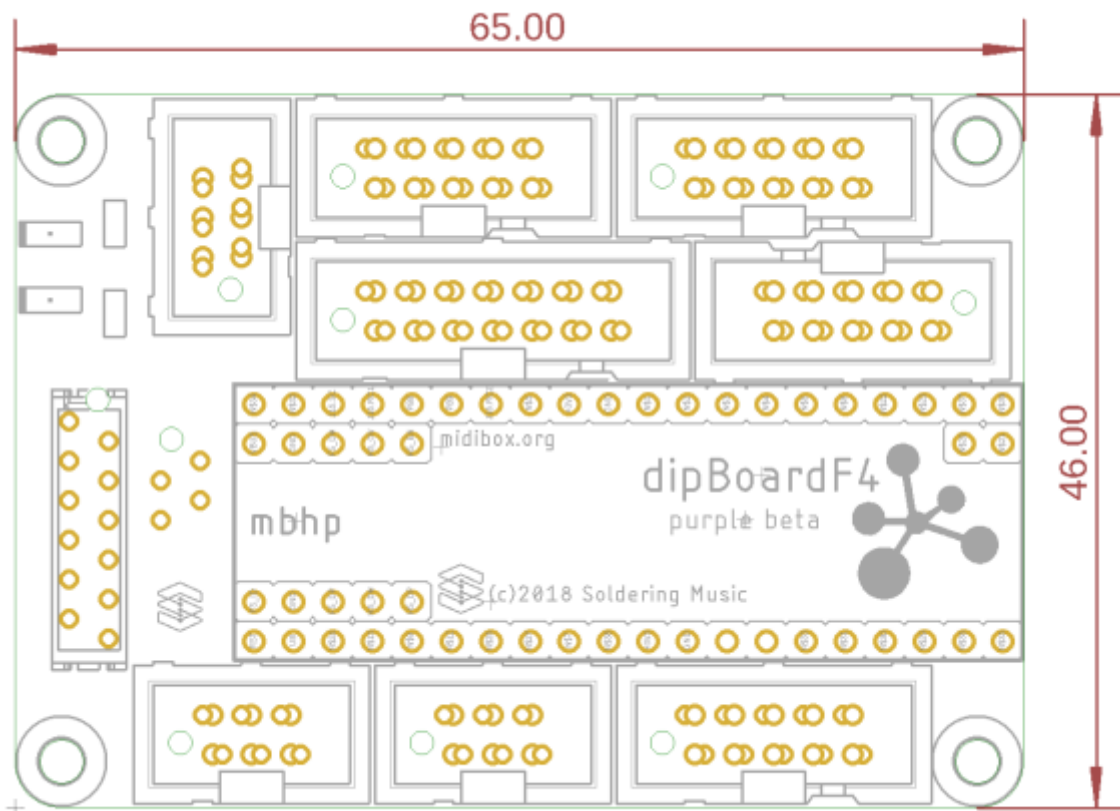 65.00
46.00
midibox.org
dipBoardF4
purple beta
mbhp
(c)2018 Soldering Music